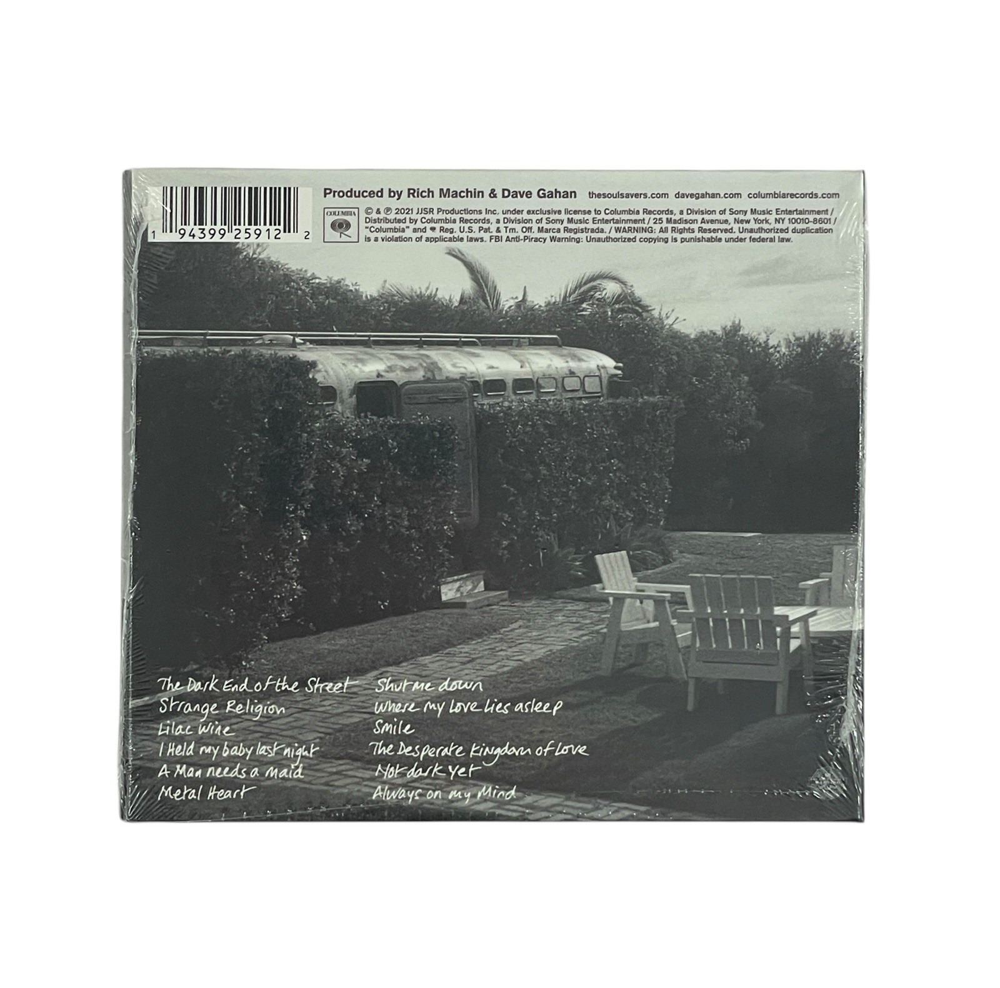 1 94399 25912 2
Produced by Rich Machin & Dave Gahan thesoulsavers.com davegahan.com columbiarecords.com
COLUMBIA
© & ℗ 2021 JJSR Productions Inc. under exclusive license to Columbia Records, a Division of Sony Music Entertainment /
Distributed by Columbia Records, a Division of Sony Music Entertainment / 25 Madison Avenue, New York, NY 10010-8601 /
"Columbia" and Reg. U.S. Pat. & Tm. Off. Marca Registrada. / WARNING: All Rights Reserved. Unauthorized duplication
is a violation of applicable laws. FBI Anti-Piracy Warning: Unauthorized copying is punishable under federal law.
The Dark End of the Street
Strange Religion
Lilac Wine
I Held my baby last night
A Man needs a maid
Metal Heart
Shut me down
Where my Love Lies asleep
Smile
The Desperate Kingdom of Love
Not dark yet
Always on my Mind